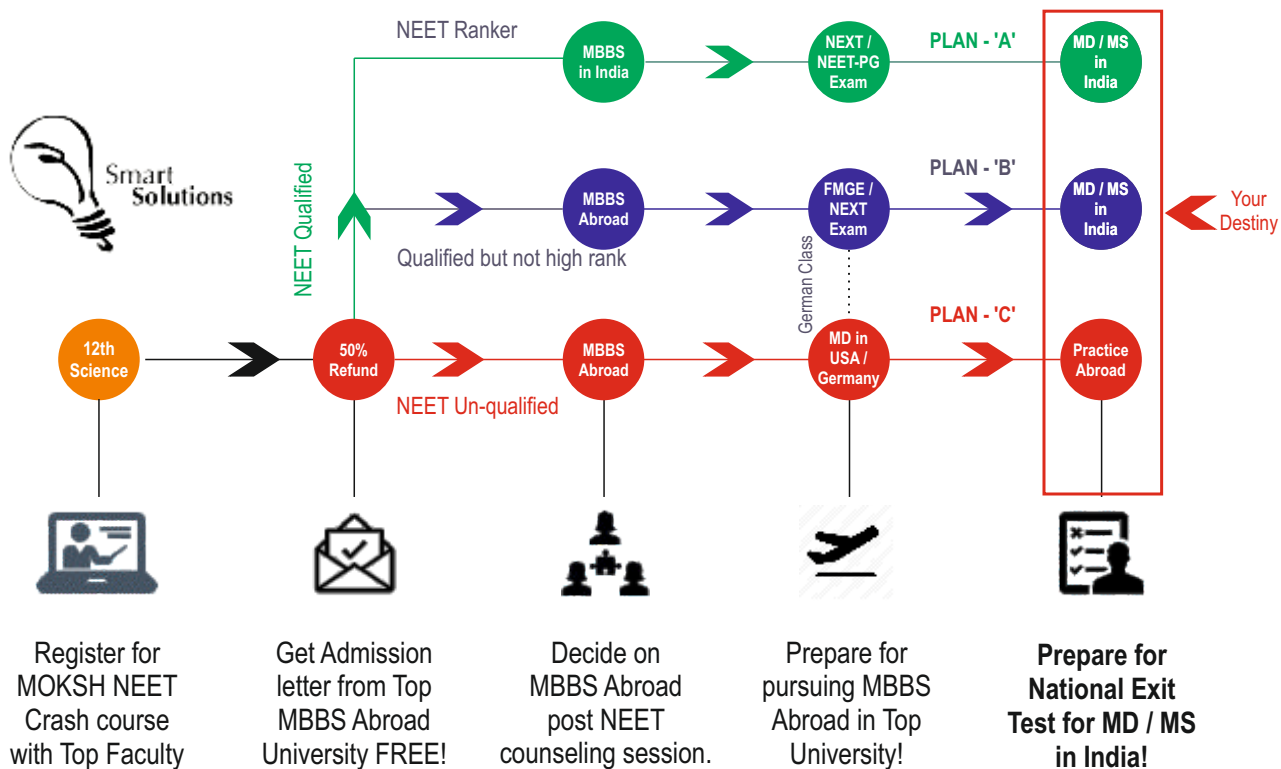 NEET Ranker
MBBS
in India
NEXT /
NEET-PG
Exam
PLAN - 'A'
MD / MS
in
India
Smart
Solutions
NEET Qualified
MBBS
Abroad
Qualified but not high rank
FMGE /
NEXT
Exam
PLAN - 'B'
MD / MS
in
India
Your
Destiny
German Class
12th
Science
50%
Refund
NEET Un-qualified
MBBS
Abroad
MD in
USA /
Germany
PLAN - 'C'
Practice
Abroad
Register for
MOKSH NEET
Crash course
with Top Faculty
Get Admission
letter from Top
MBBS Abroad
University FREE!
Decide on
MBBS Abroad
post NEET
counseling session.
Prepare for
pursuing MBBS
Abroad in Top
University!
Prepare for
National Exit
Test for MD / MS
in India!